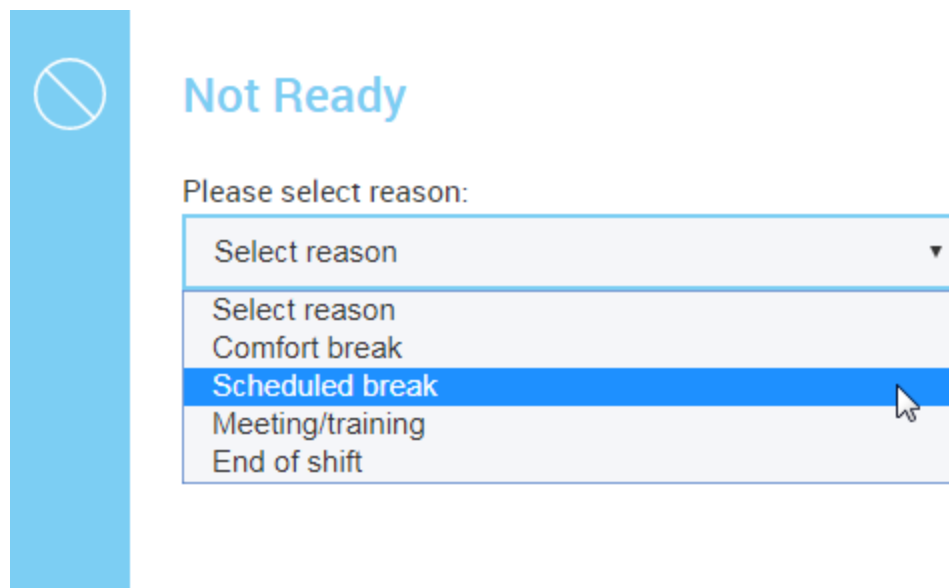 Not Ready
Please select reason:
Select reason
Select reason
Comfort break
Scheduled break
Meeting/training
End of shift